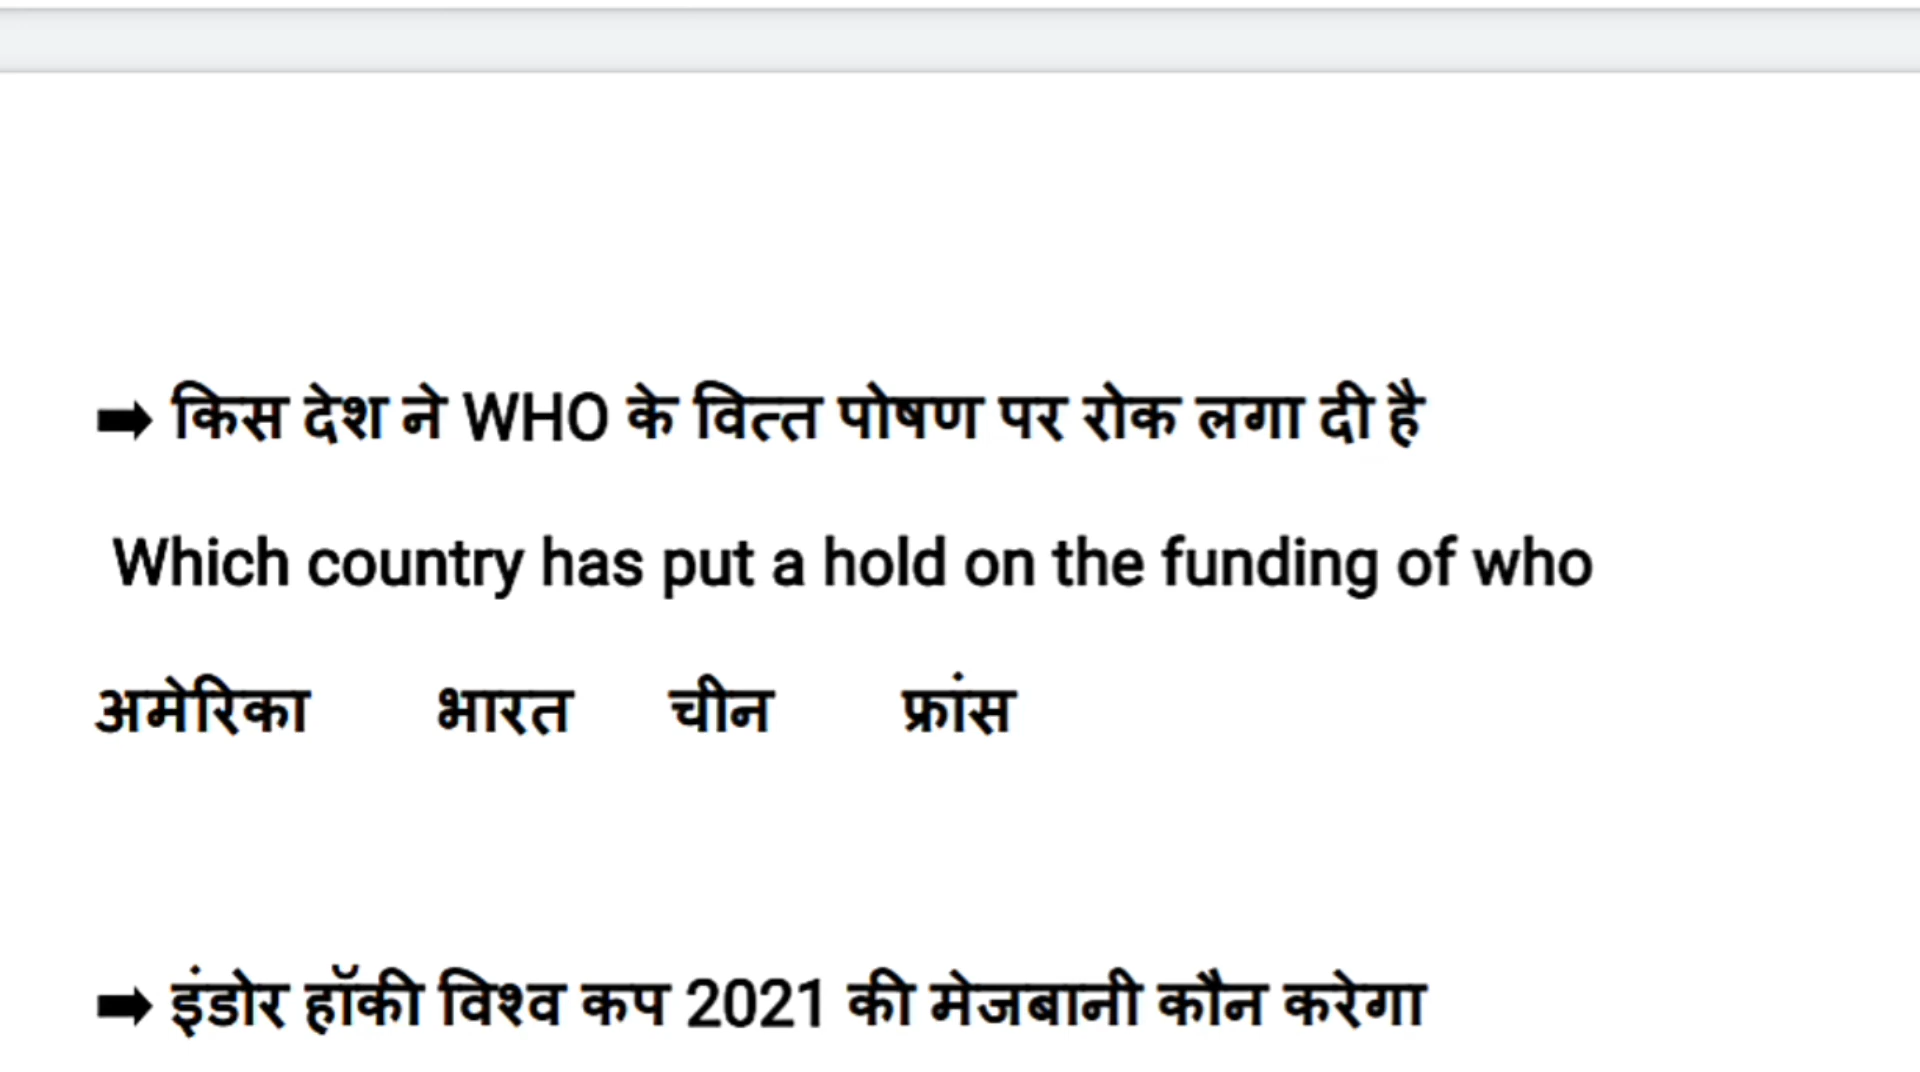 ➡ किस देश ने WHO के वित्त पोषण पर रोक लगा दी है
Which country has put a hold on the funding of who
अमेरिका भारत चीन फ्रांस
➡ इंडोर हॉकी विश्व कप 2021 की मेजबानी कौन करेगा